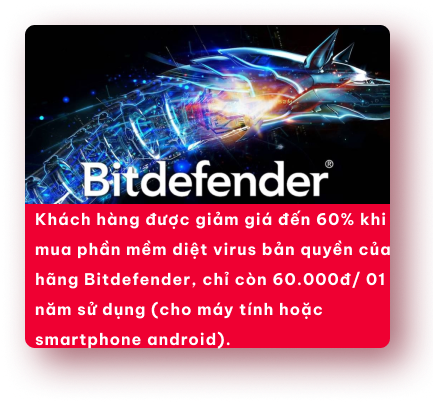 Bitdefender®
Khách hàng được giảm giá đến 60% khi
mua phần mềm diệt virus bản quyền của
hãng Bitdefender, chỉ còn 60.000đ/ 01
năm sử dụng (cho máy tính hoặc
smartphone android).